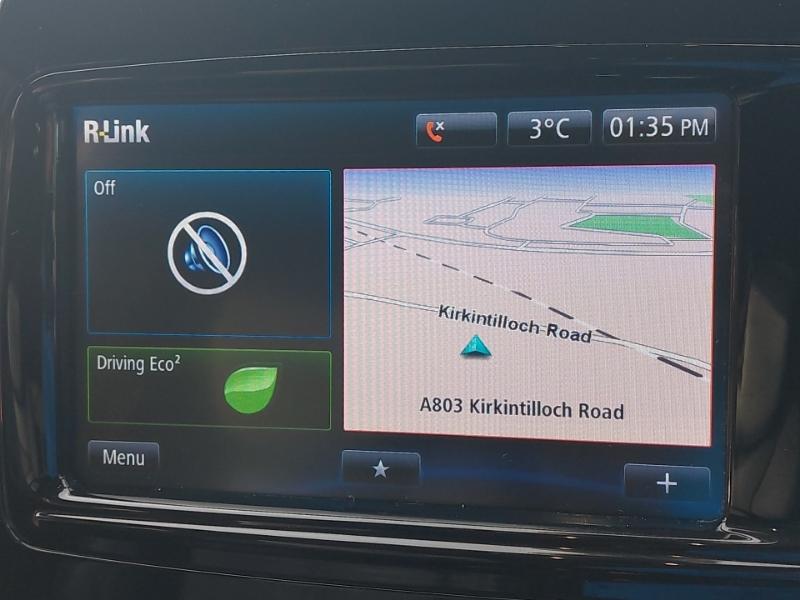 R-Link
3°C
01:35 PM
Off
Kirkintilloch Road
Driving Eco²
A803 Kirkintilloch Road
Menu